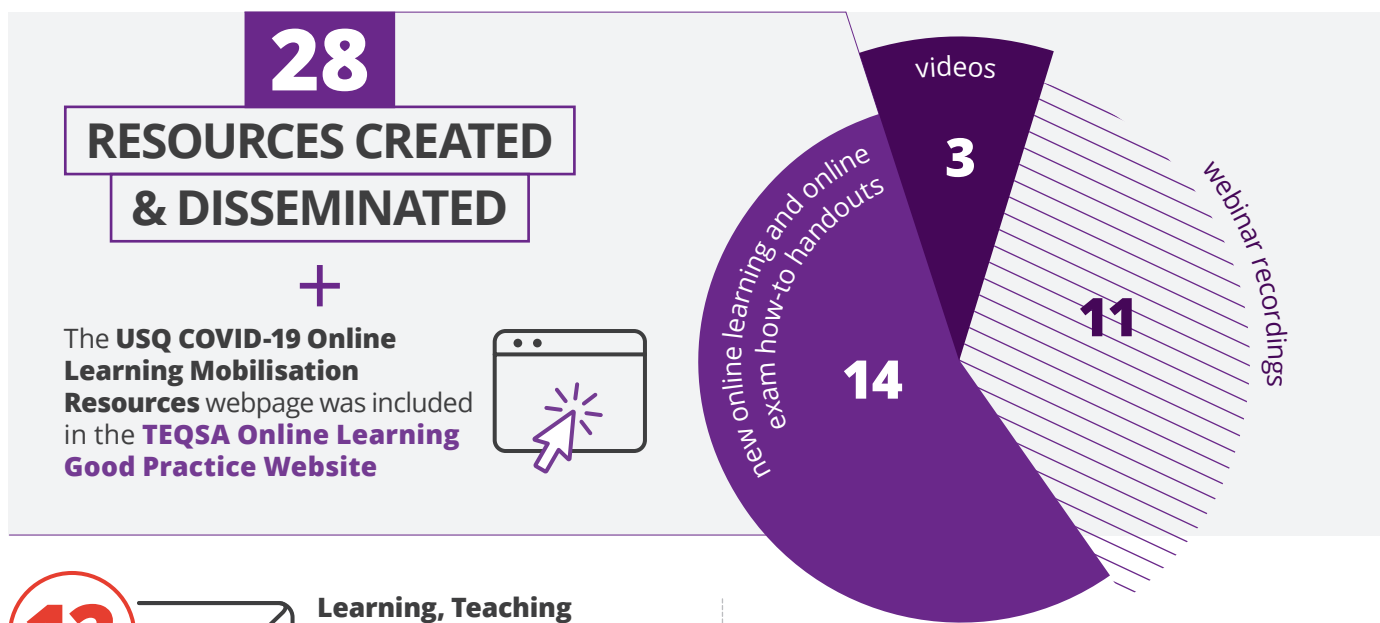 28
RESOURCES CREATED
& DISSEMINATED
+
The USQ COVID-19 Online
Learning Mobilisation
Resources webpage was included
in the TEQSA Online Learning
Good Practice Website
videos
3
new online learning and online
exam how-to handouts
14
webinar recordings
11
Learning, Teaching